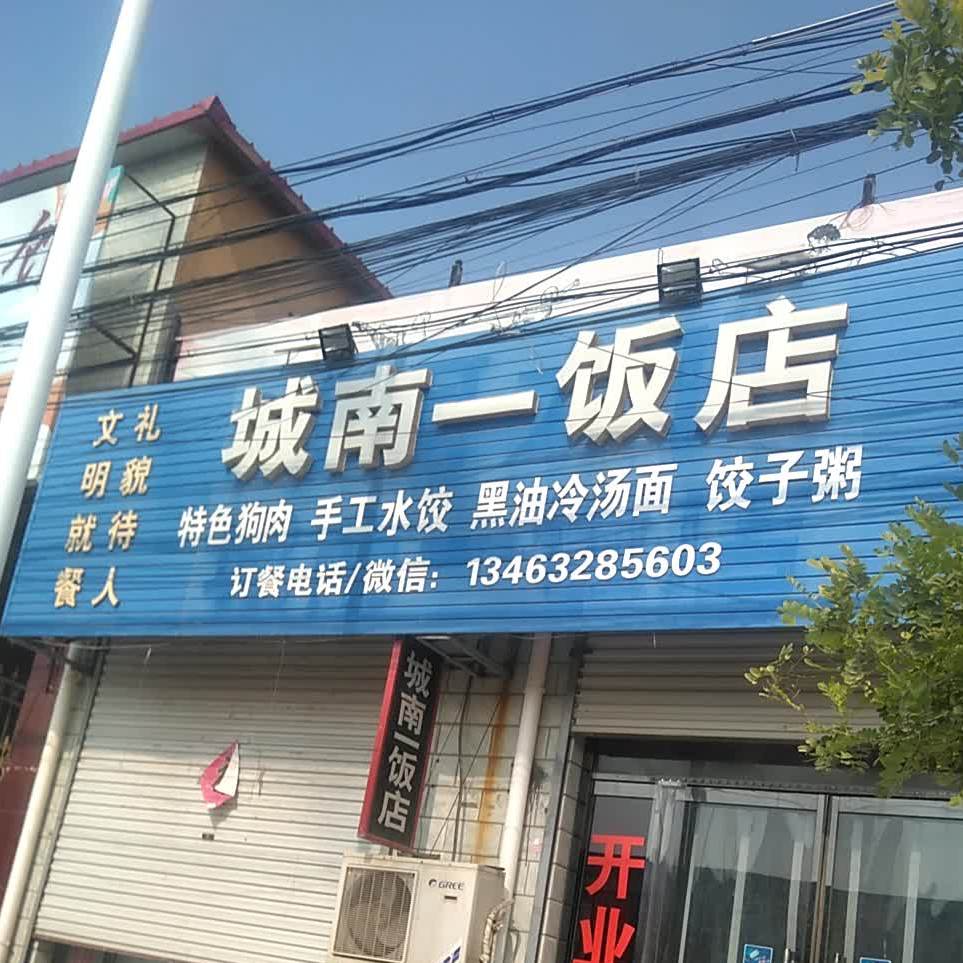 城南一饭店
礼貌待人
文明就餐
特色狗肉 手工水饺 黑油冷汤面 饺子粥
订餐电话/微信：13463285603
城南一饭店
GREE
开业